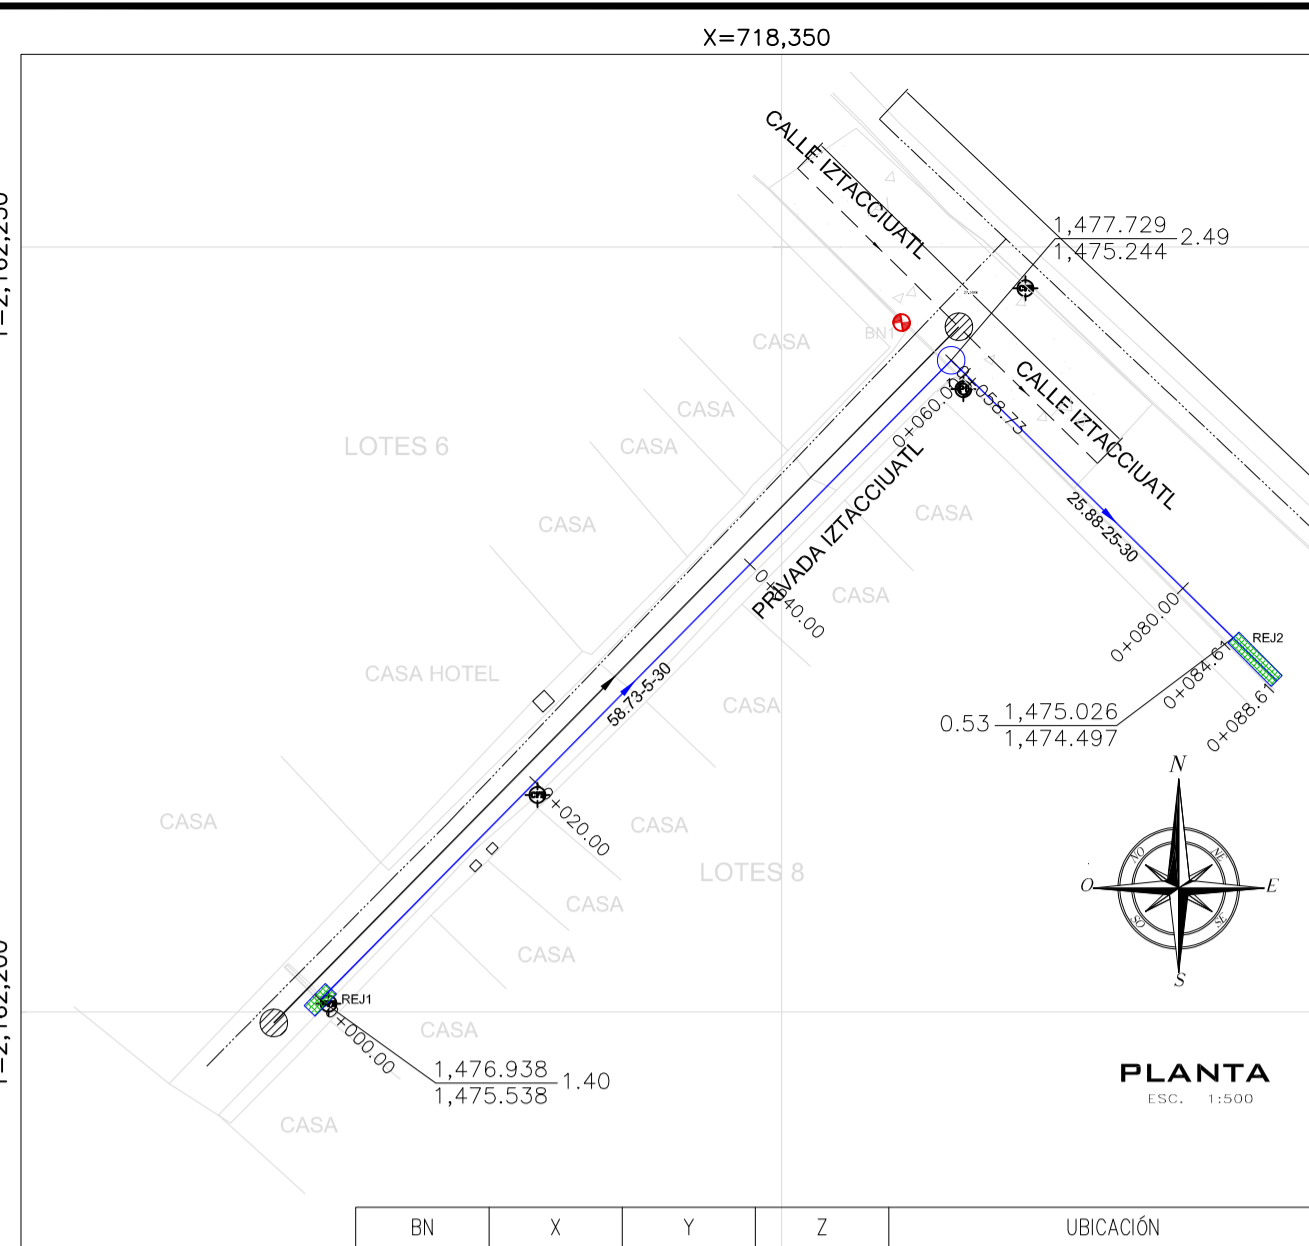 X=718,350
CALLE IZTACCIUATL
1,477.729
1,475.244
2.49
BN1
CASA
CALLE IZTACCIUATL
0+058.73
CASA
LOTES 6
CASA
PRIVADA IZTACCIUATL
25.88-25-30
CASA
CASA
0+040.00
CASA
0+080.00
REJ2
0+084.61
CASA HOTEL
58.73-5-30
CASA
0+088.61
0.53
1,475.026
1,474.497
N
NO
NE
O
E
SO
SE
S
CASA
0+020.00
CASA
LOTES 8
CASA
CASA
REJ1
0+000.00
CASA
1,476.938
1,475.538
1.40
CASA
PLANTA
ESC. 1:500
BN X Y Z UBICACIÓN